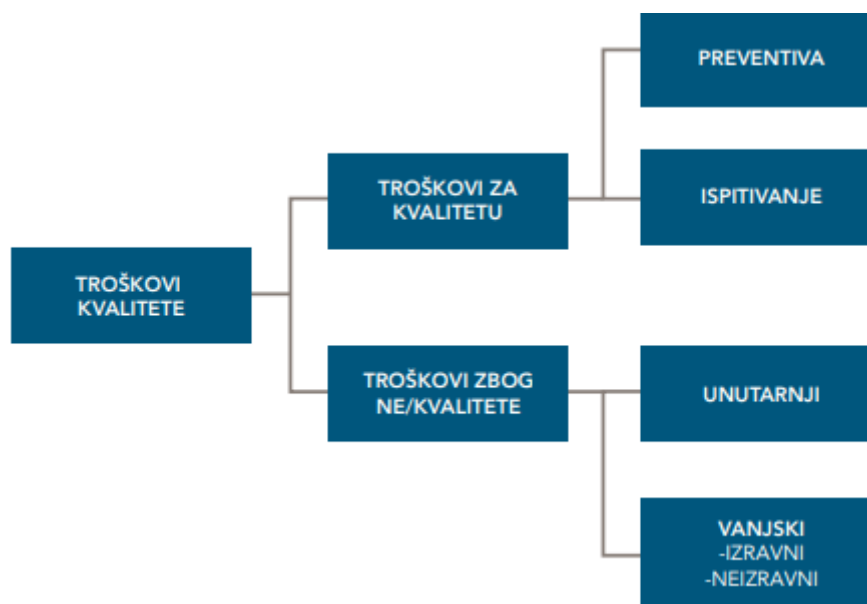 PREVENTIVA
TROŠKOVI ZA
KVALITETU
ISPITIVANJE
TROŠKOVI
KVALITETE
TROŠKOVI ZBOG
NE/KVALITETE
UNUTARNJI
VANJSKI
-IZRAVNI
-NEIZRAVNI